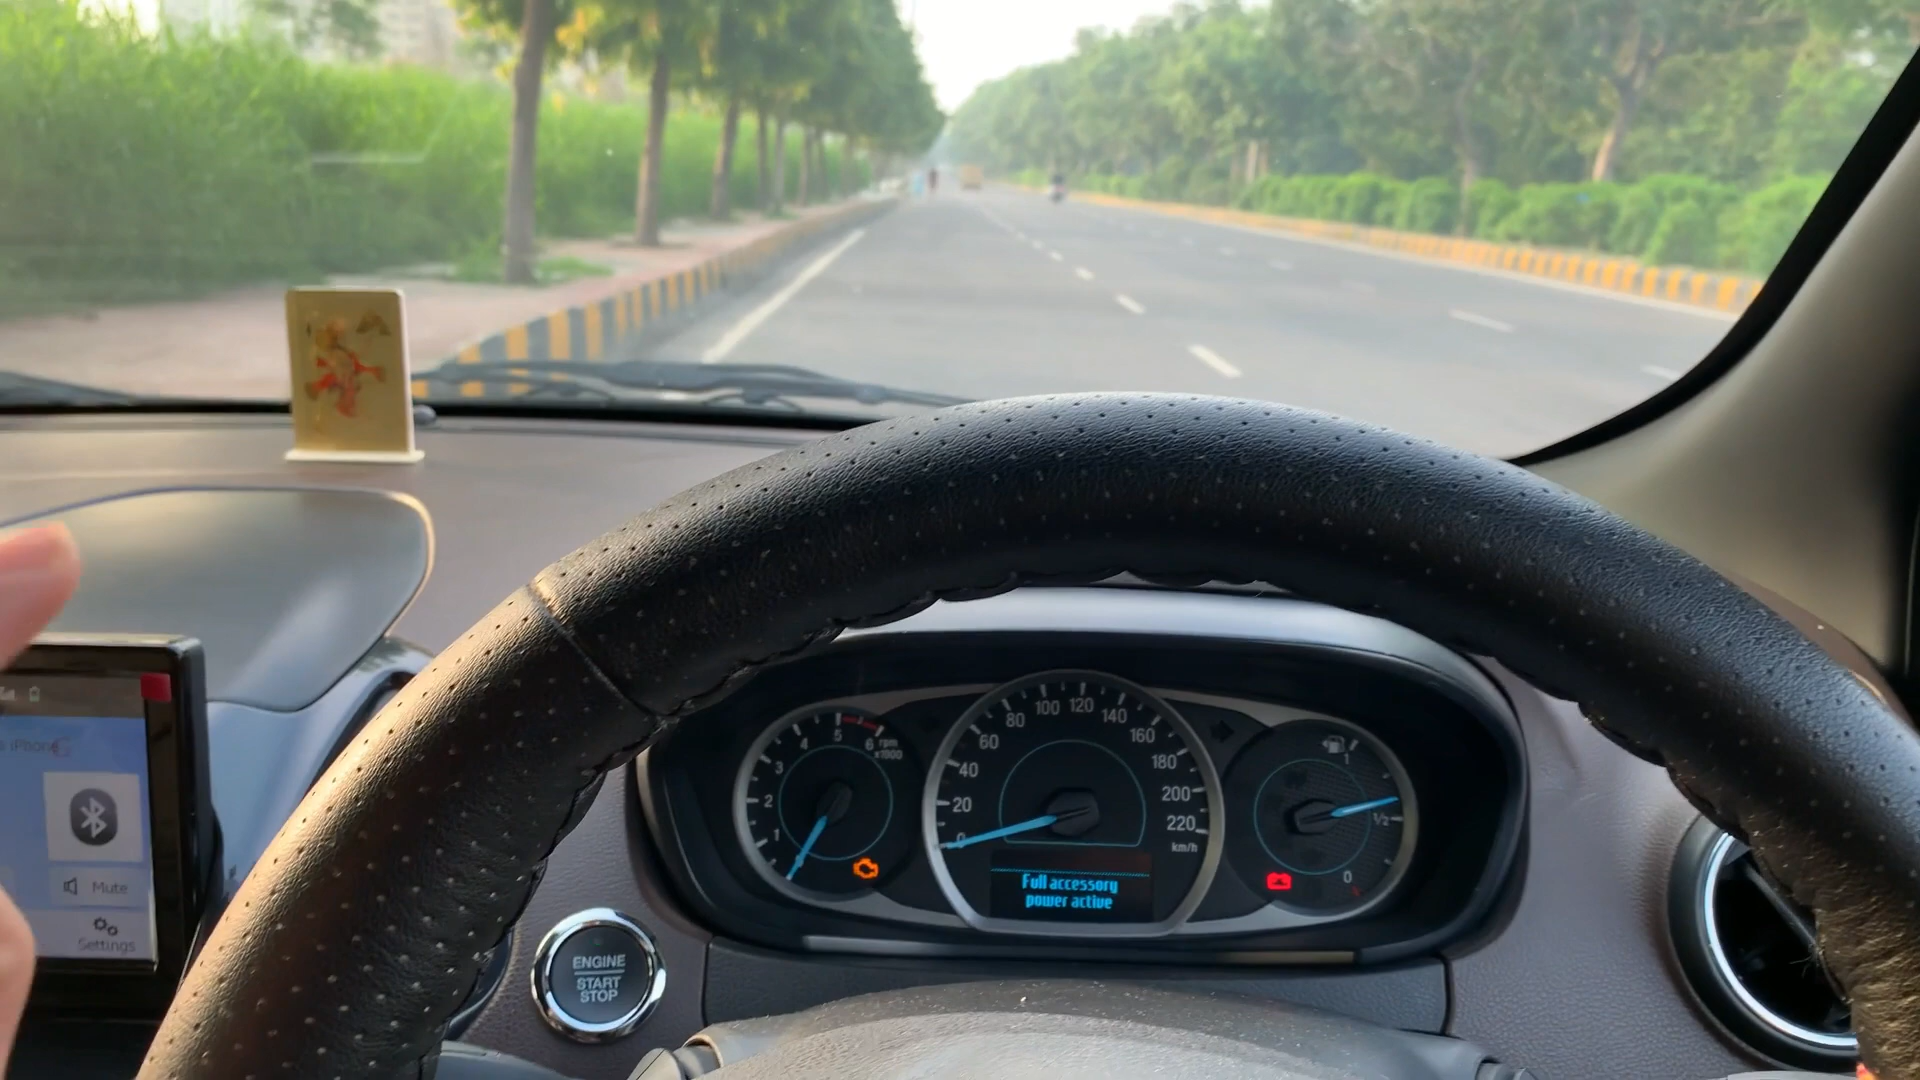 iPhone
Mute
Settings
ENGINE
START
STOP
1
2
3
4
5
6
rpm
x1000
0
20
40
60
80
100
120
140
160
180
200
220
km/h
Full accessory
power active
1
1/2
0